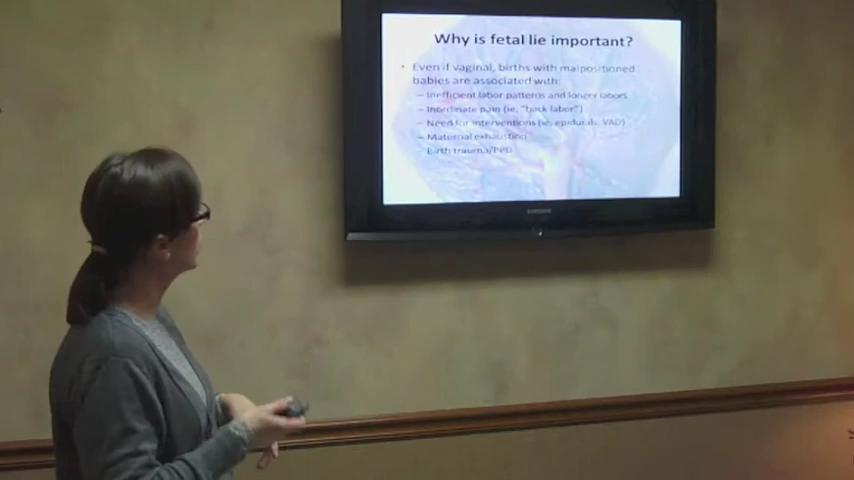 Why is fetal lie important?
• Even if vaginal, births with malpositioned
babies are associated with:
– Inefficient labor patterns and longer labors
– Inordinate pain (ie, "back labor")
– Need for interventions (ie, epidurals, VAD)
– Maternal exhaustion
– Birth trauma/PPD
SAMSUNG